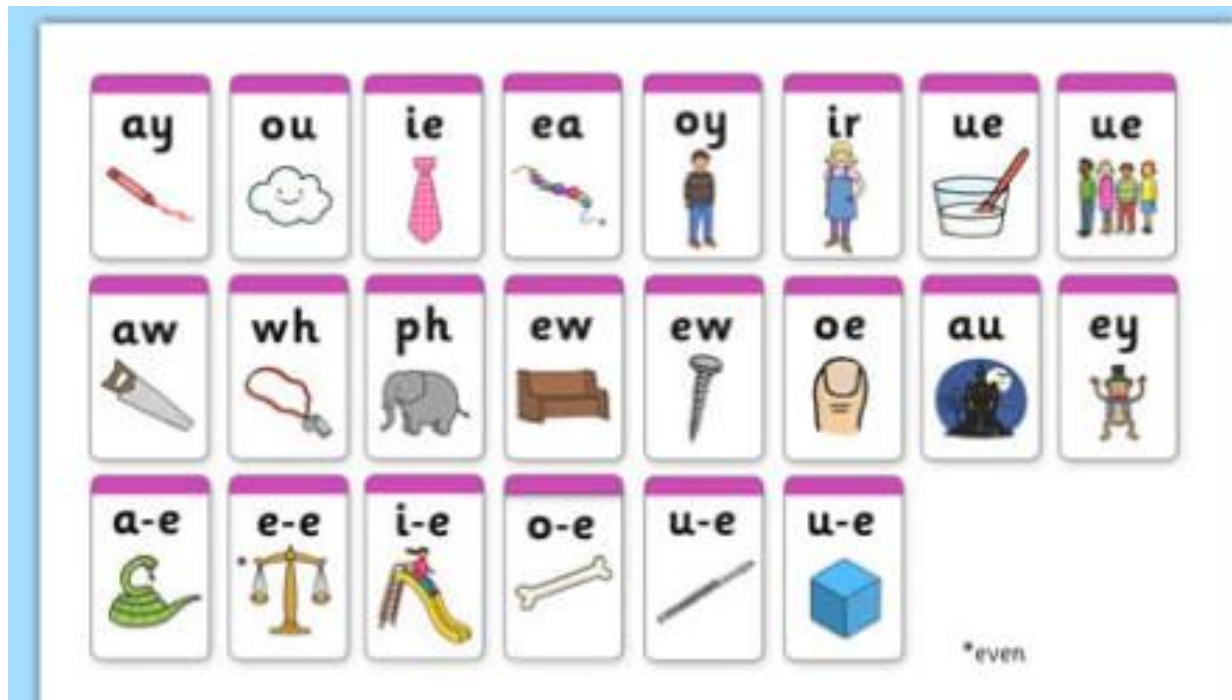 ay ou ie ea oy ir ue ue
aw wh ph ew ew oe au ey
a-e e-e i-e o-e u-e u-e
*even